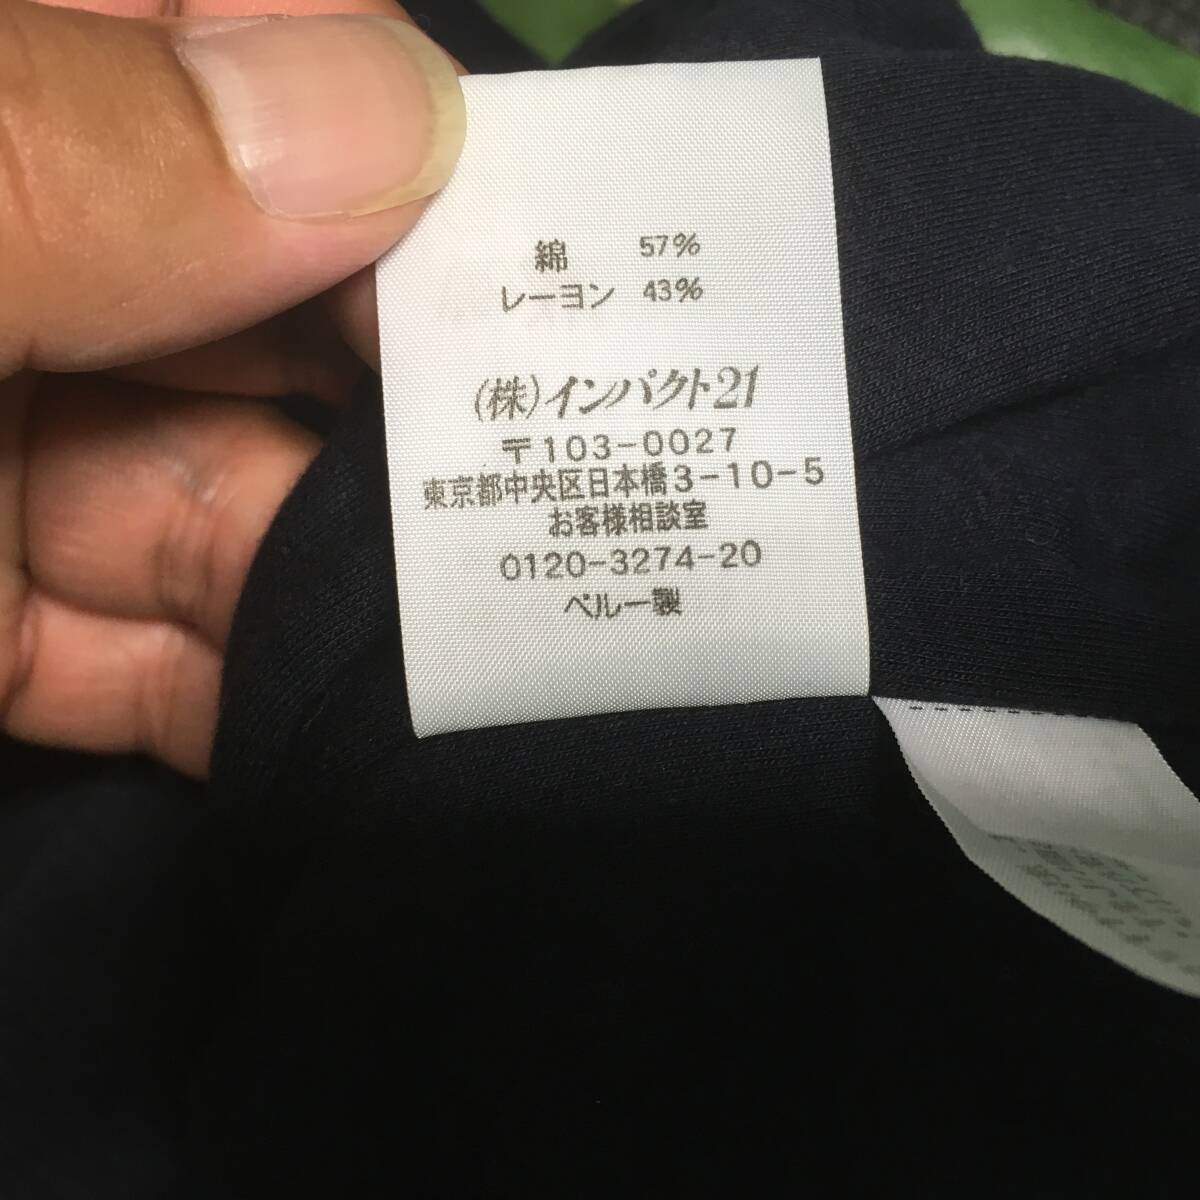 綿 57%
レーヨン 43%
(株)インパクト21
〒103-0027
東京都中央区日本橋3-10-5
お客様相談室
0120-3274-20
ペルー製